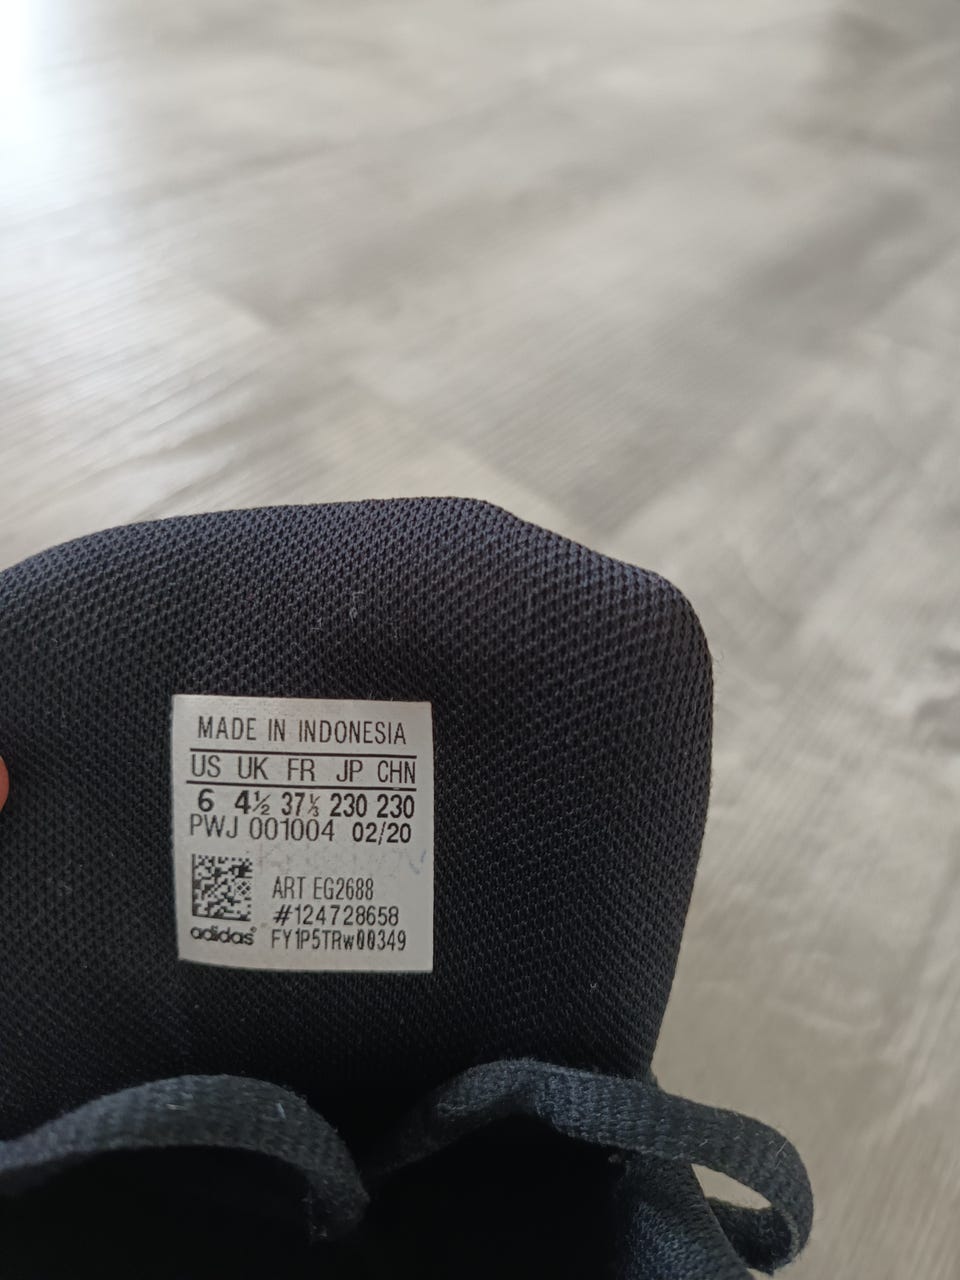 MADE IN INDONESIA
US UK FR JP CHN
6 4½ 37⅓ 230 230
PWJ 001004 02/20
ART EG2688
#124728658
adidas FY1P5TRw00349